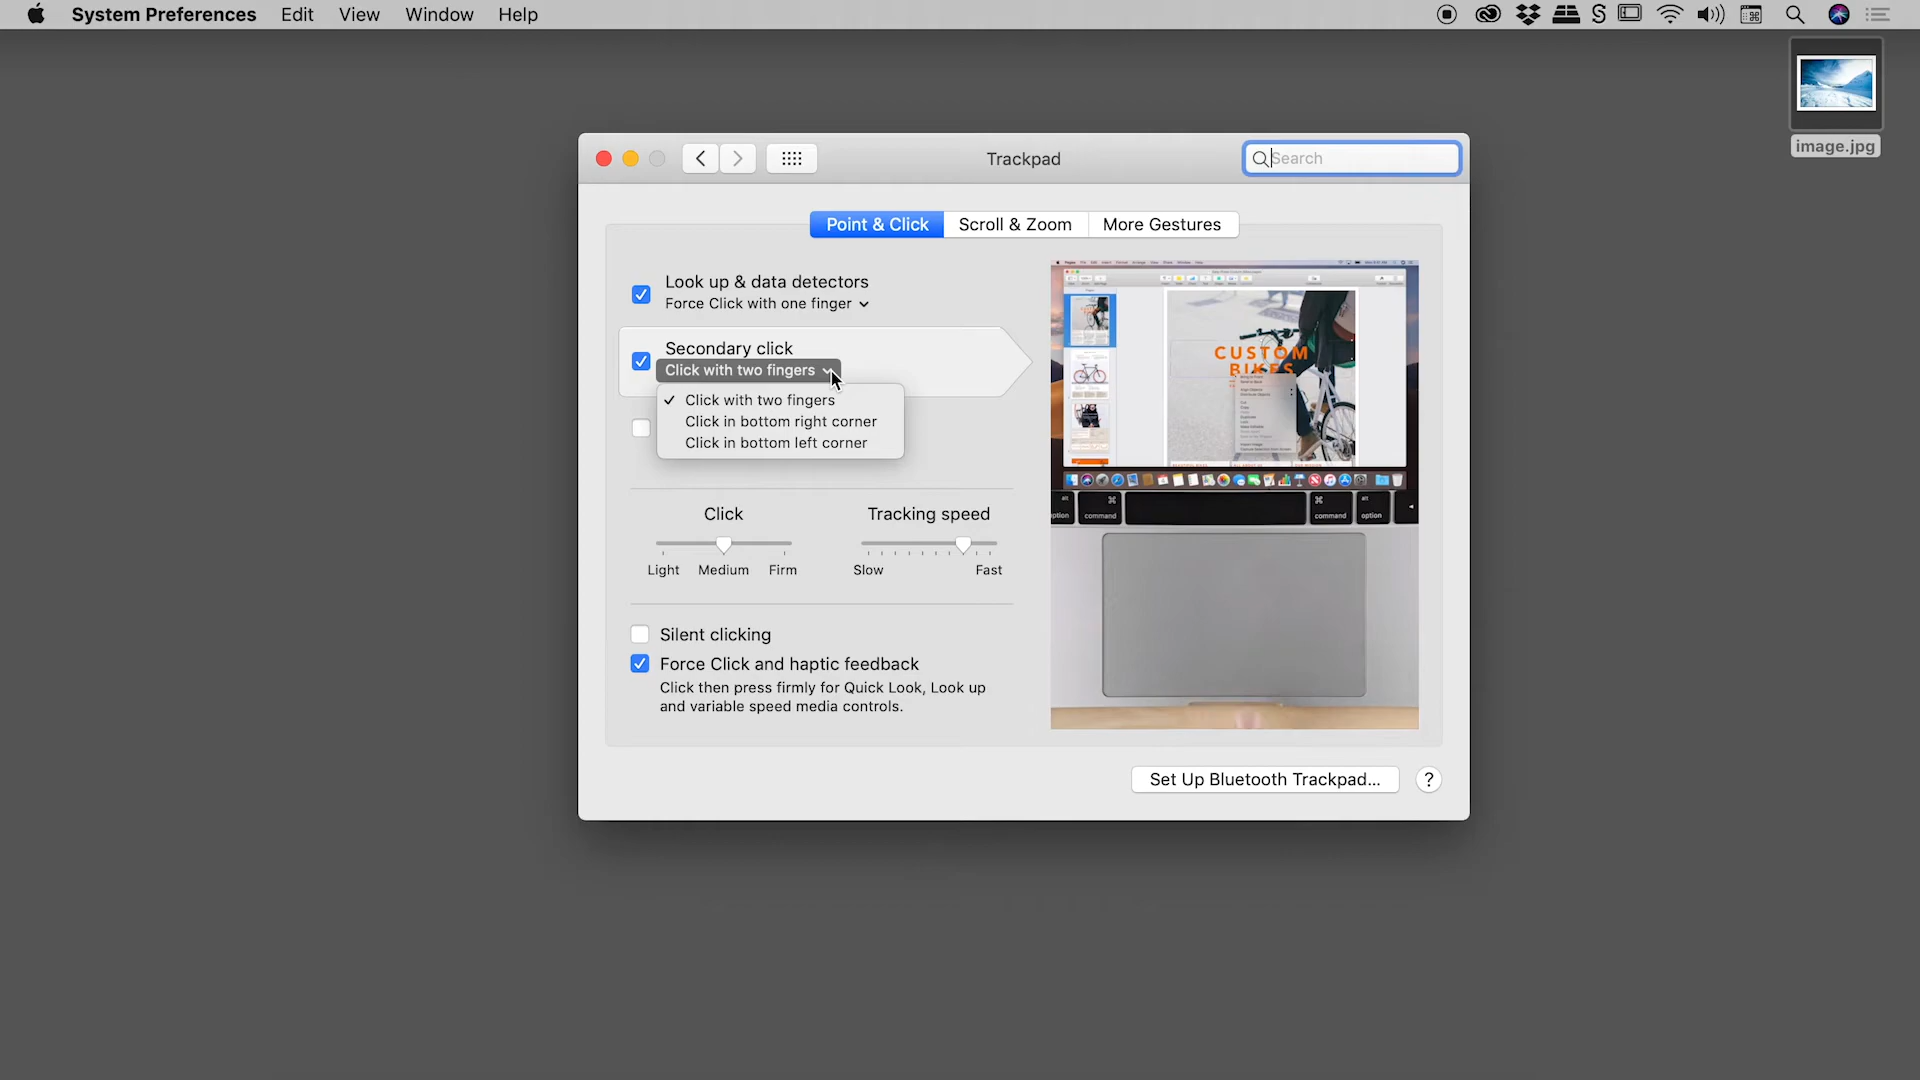 System Preferences Edit View Window Help
image.jpg
Trackpad
Search
Point & Click Scroll & Zoom More Gestures
Look up & data detectors
Force Click with one finger
Secondary click
Click with two fingers
✓ Click with two fingers
Click in bottom right corner
Click in bottom left corner
Click Tracking speed
Light Medium Firm Slow Fast
Silent clicking
Force Click and haptic feedback
Click then press firmly for Quick Look, Look up
and variable speed media controls.
CUSTOM
BIKES
alt ⌘ ⌘ alt
option command command option
Set Up Bluetooth Trackpad... ?